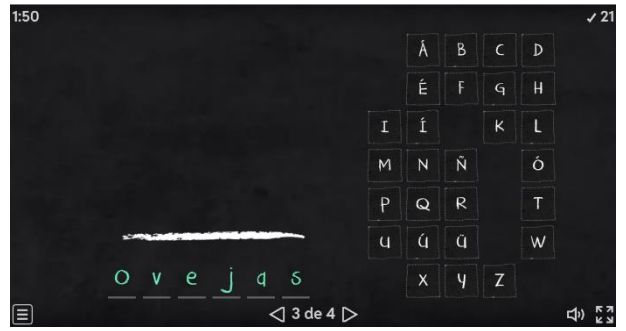 1:50
✓ 21
Á B C D
É F G H
I Í K L
M N Ñ Ó
P Q R T
U Ú Ü W
X Y Z
O v e j a s
3 de 4